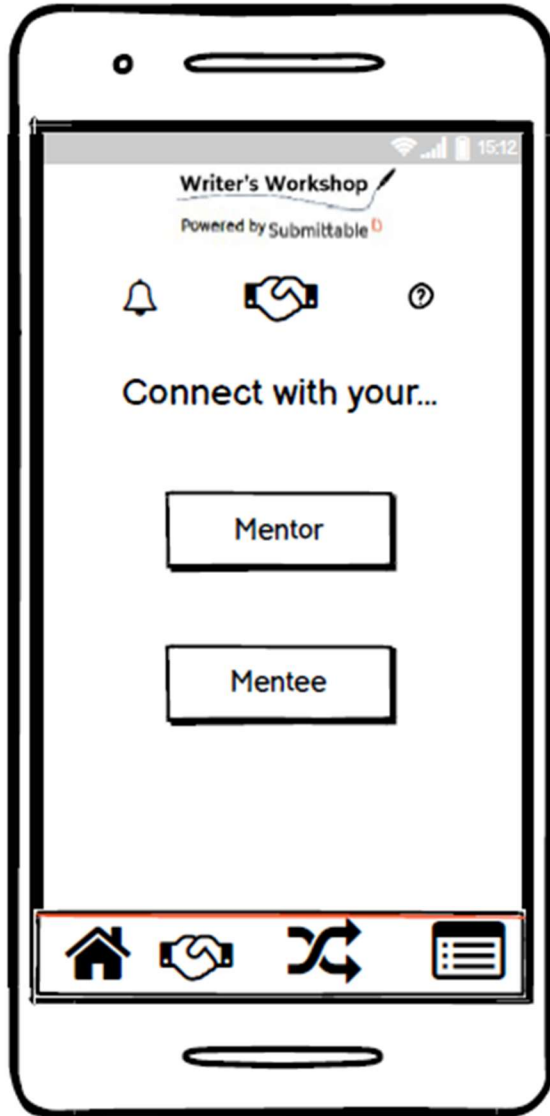 15:12
Writer's Workshop
Powered by Submittable
Connect with your...
Mentor
Mentee